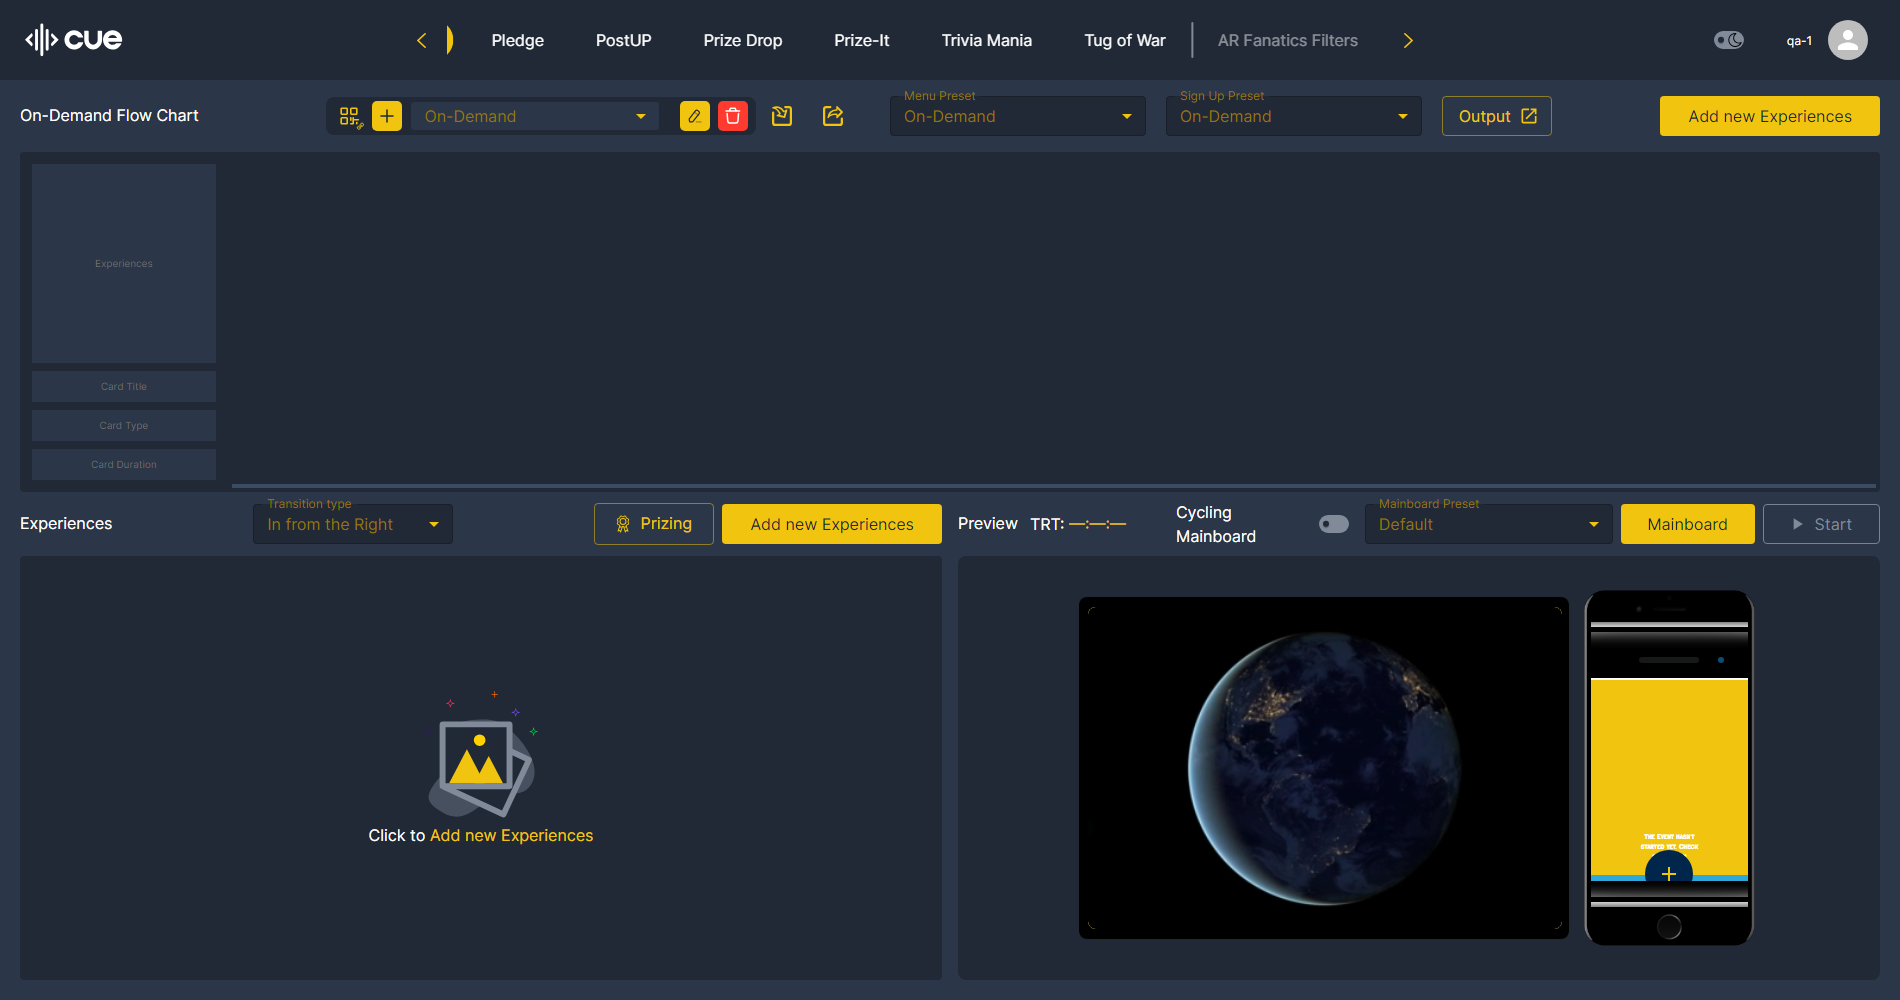 cue
Pledge
PostUP
Prize Drop
Prize-It
Trivia Mania
Tug of War
AR Fanatics Filters
qa-1
On-Demand Flow Chart
On-Demand
Menu Preset
On-Demand
Sign Up Preset
On-Demand
Output
Add new Experiences
Experiences
Card Title
Card Type
Card Duration
Experiences
Transition type
In from the Right
Prizing
Add new Experiences
Preview
TRT: —:—:—
Cycling
Mainboard
Mainboard Preset
Default
Mainboard
Start
Click to Add new Experiences
THE EVENT HASN'T
STARTED YET, CHECK